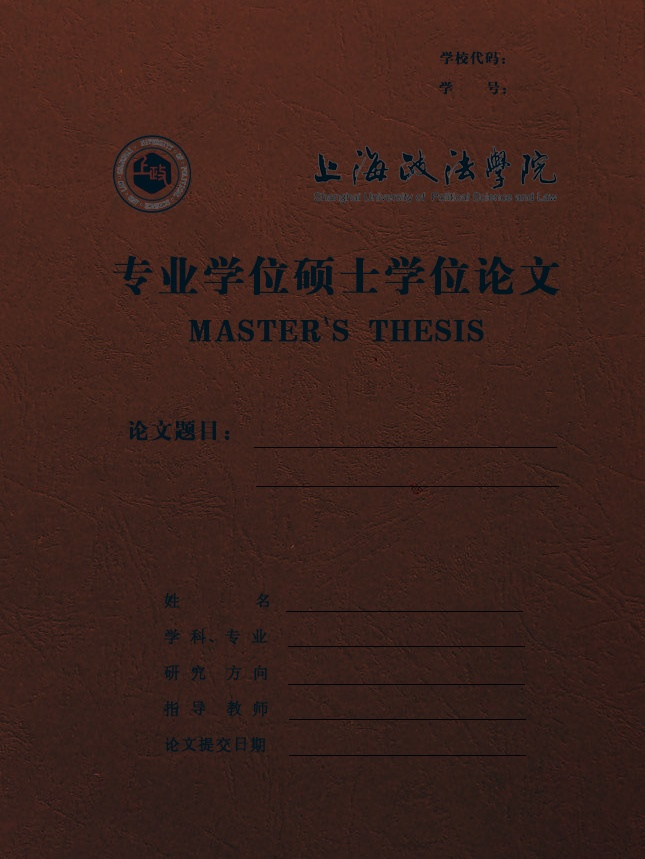 学校代码：
学 号：
上海政法學院
Shanghai University of Political Science and Law
专业学位硕士学位论文
MASTER'S THESIS
论文题目：
姓 名
学 科、专 业
研 究 方 向
指 导 教 师
论文提交日期